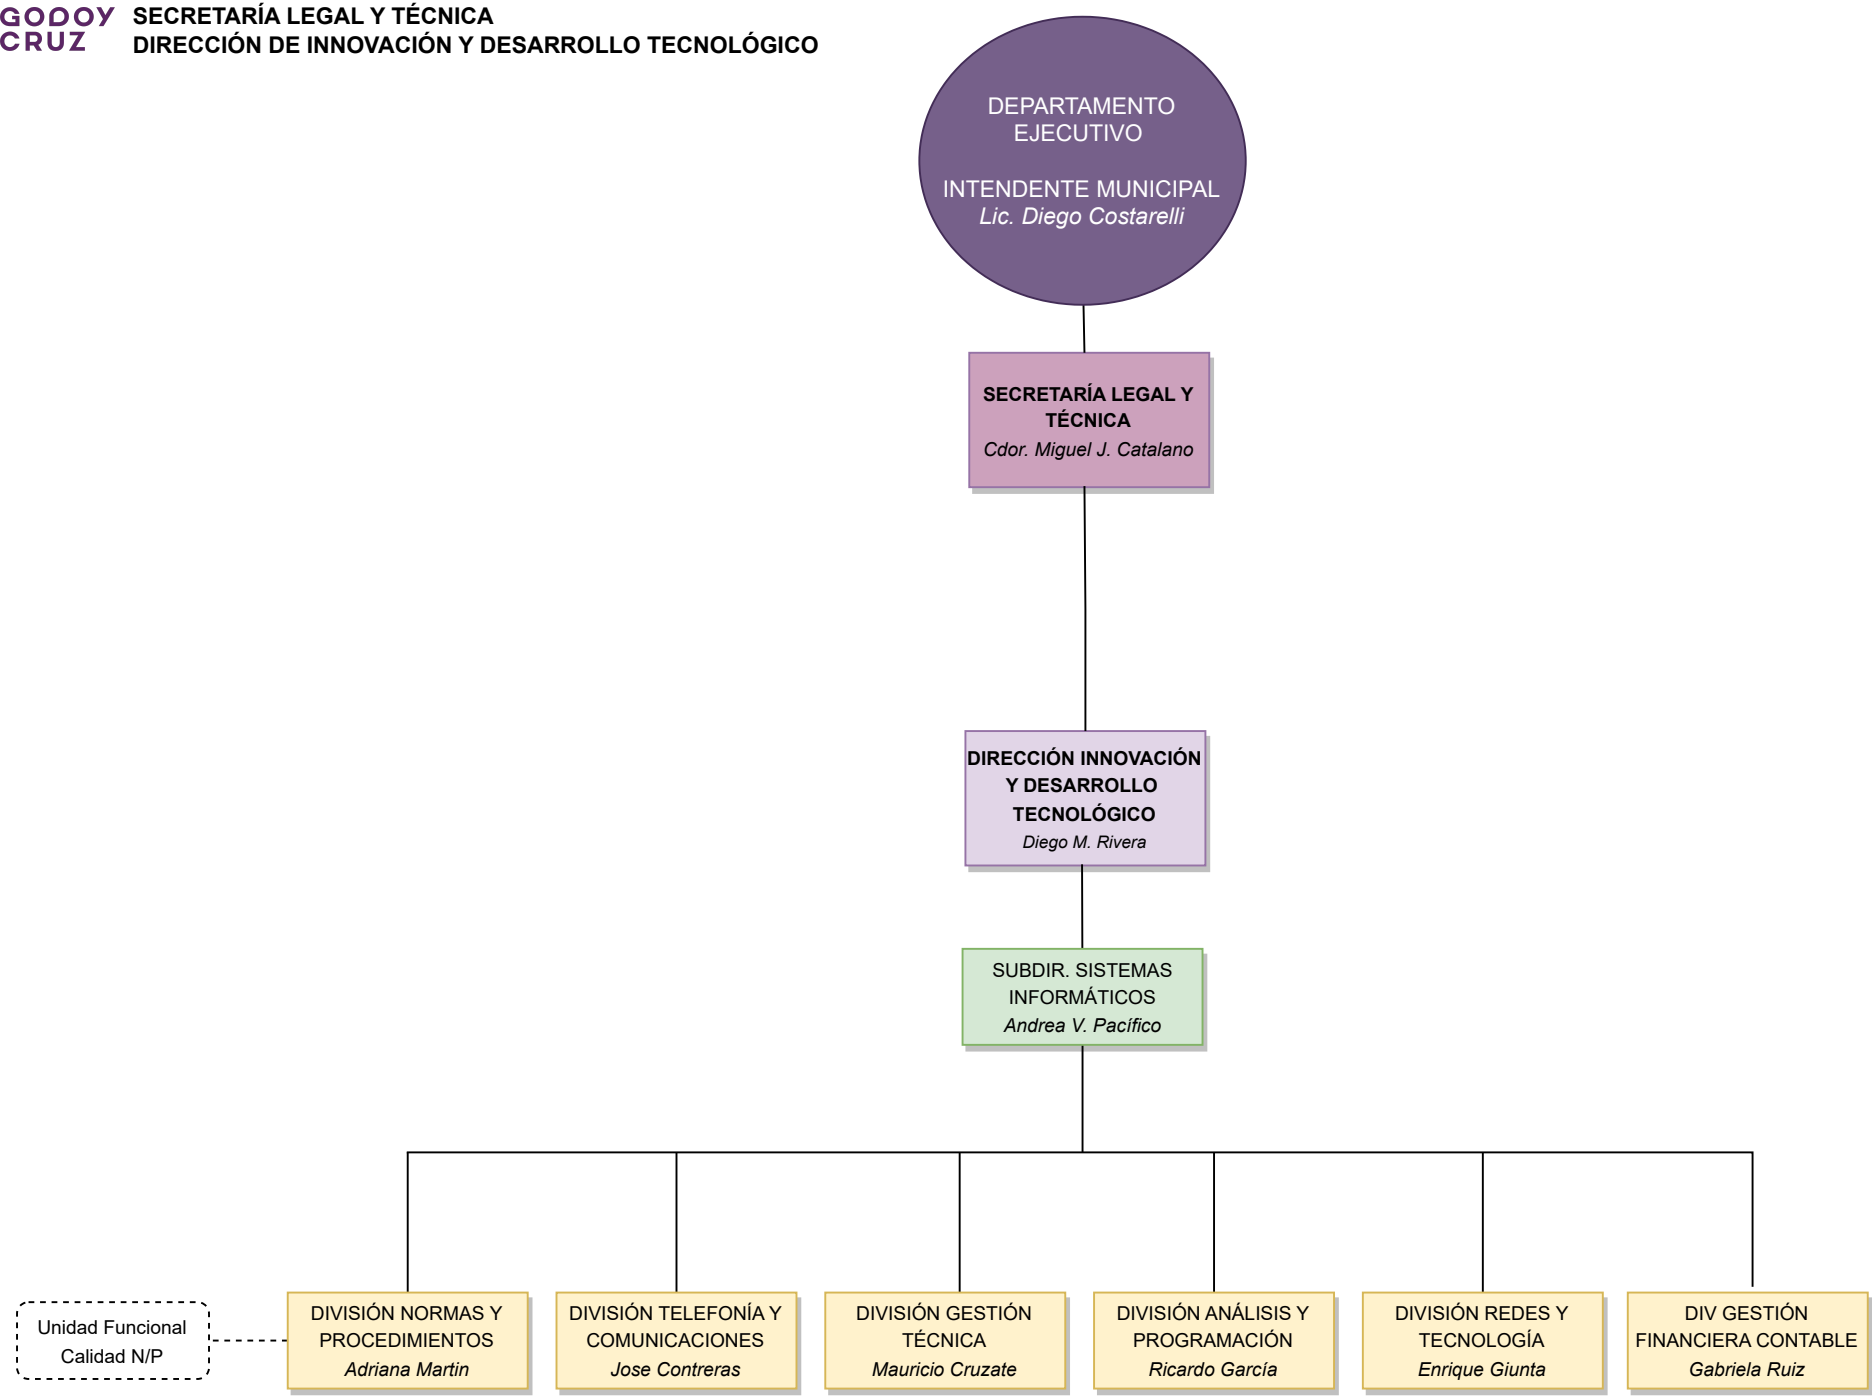 GODOY
CRUZ
SECRETARÍA LEGAL Y TÉCNICA
DIRECCIÓN DE INNOVACIÓN Y DESARROLLO TECNOLÓGICO
DEPARTAMENTO
EJECUTIVO
INTENDENTE MUNICIPAL
Lic. Diego Costarelli
SECRETARÍA LEGAL Y
TÉCNICA
Cdor. Miguel J. Catalano
DIRECCIÓN INNOVACIÓN
Y DESARROLLO
TECNOLÓGICO
Diego M. Rivera
SUBDIR. SISTEMAS
INFORMÁTICOS
Andrea V. Pacífico
Unidad Funcional
Calidad N/P
DIVISIÓN NORMAS Y
PROCEDIMIENTOS
Adriana Martin
DIVISIÓN TELEFONÍA Y
COMUNICACIONES
Jose Contreras
DIVISIÓN GESTIÓN
TÉCNICA
Mauricio Cruzate
DIVISIÓN ANÁLISIS Y
PROGRAMACIÓN
Ricardo García
DIVISIÓN REDES Y
TECNOLOGÍA
Enrique Giunta
DIV GESTIÓN
FINANCIERA CONTABLE
Gabriela Ruiz